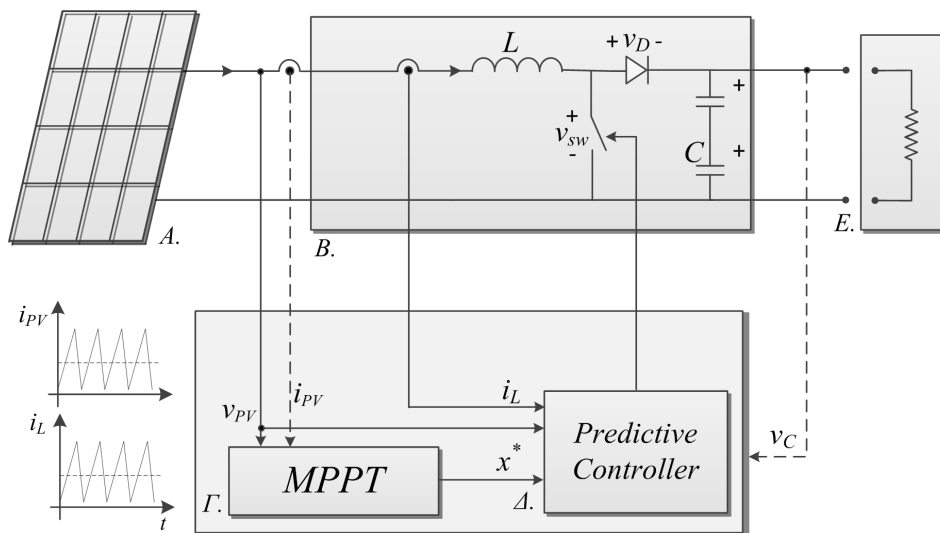 L
+ v_D -
+
v_sw
-
C
+
+
A.
B.
E.
i_PV
i_L
t
v_PV
i_PV
i_L
MPPT
x*
Predictive
Controller
v_C
Γ.
Δ.